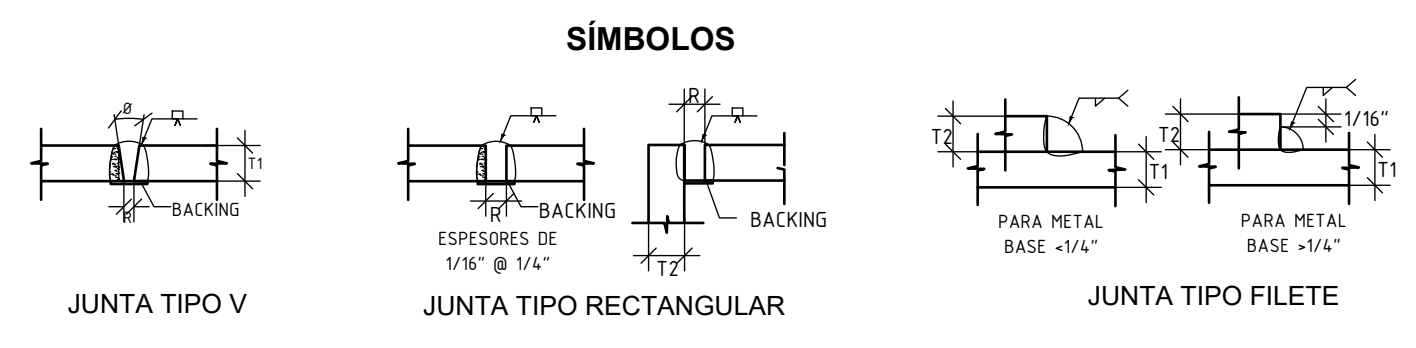 SÍMBOLOS
Ø
T1
R
BACKING
JUNTA TIPO V
R
BACKING
ESPESORES DE
1/16" @ 1/4"
R
BACKING
T2
JUNTA TIPO RECTANGULAR
T2
T1
PARA METAL
BASE <1/4"
T2
1/16"
T1
PARA METAL
BASE >1/4"
JUNTA TIPO FILETE